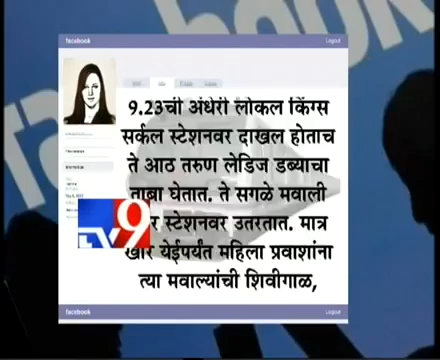 facebook
Logout
9.23ची अंधेरी लोकल किंग्स
सर्कल स्टेशनवर दाखल होताच
ते आठ तरुण लेडिज डब्याचा
ताबा घेतात. ते सगळे मवाली
र स्टेशनवर उतरतात. मात्र
खार येईपर्यंत महिला प्रवाशांना
त्या मवाल्यांची शिवीगाळ,
TV9
facebook
Logout